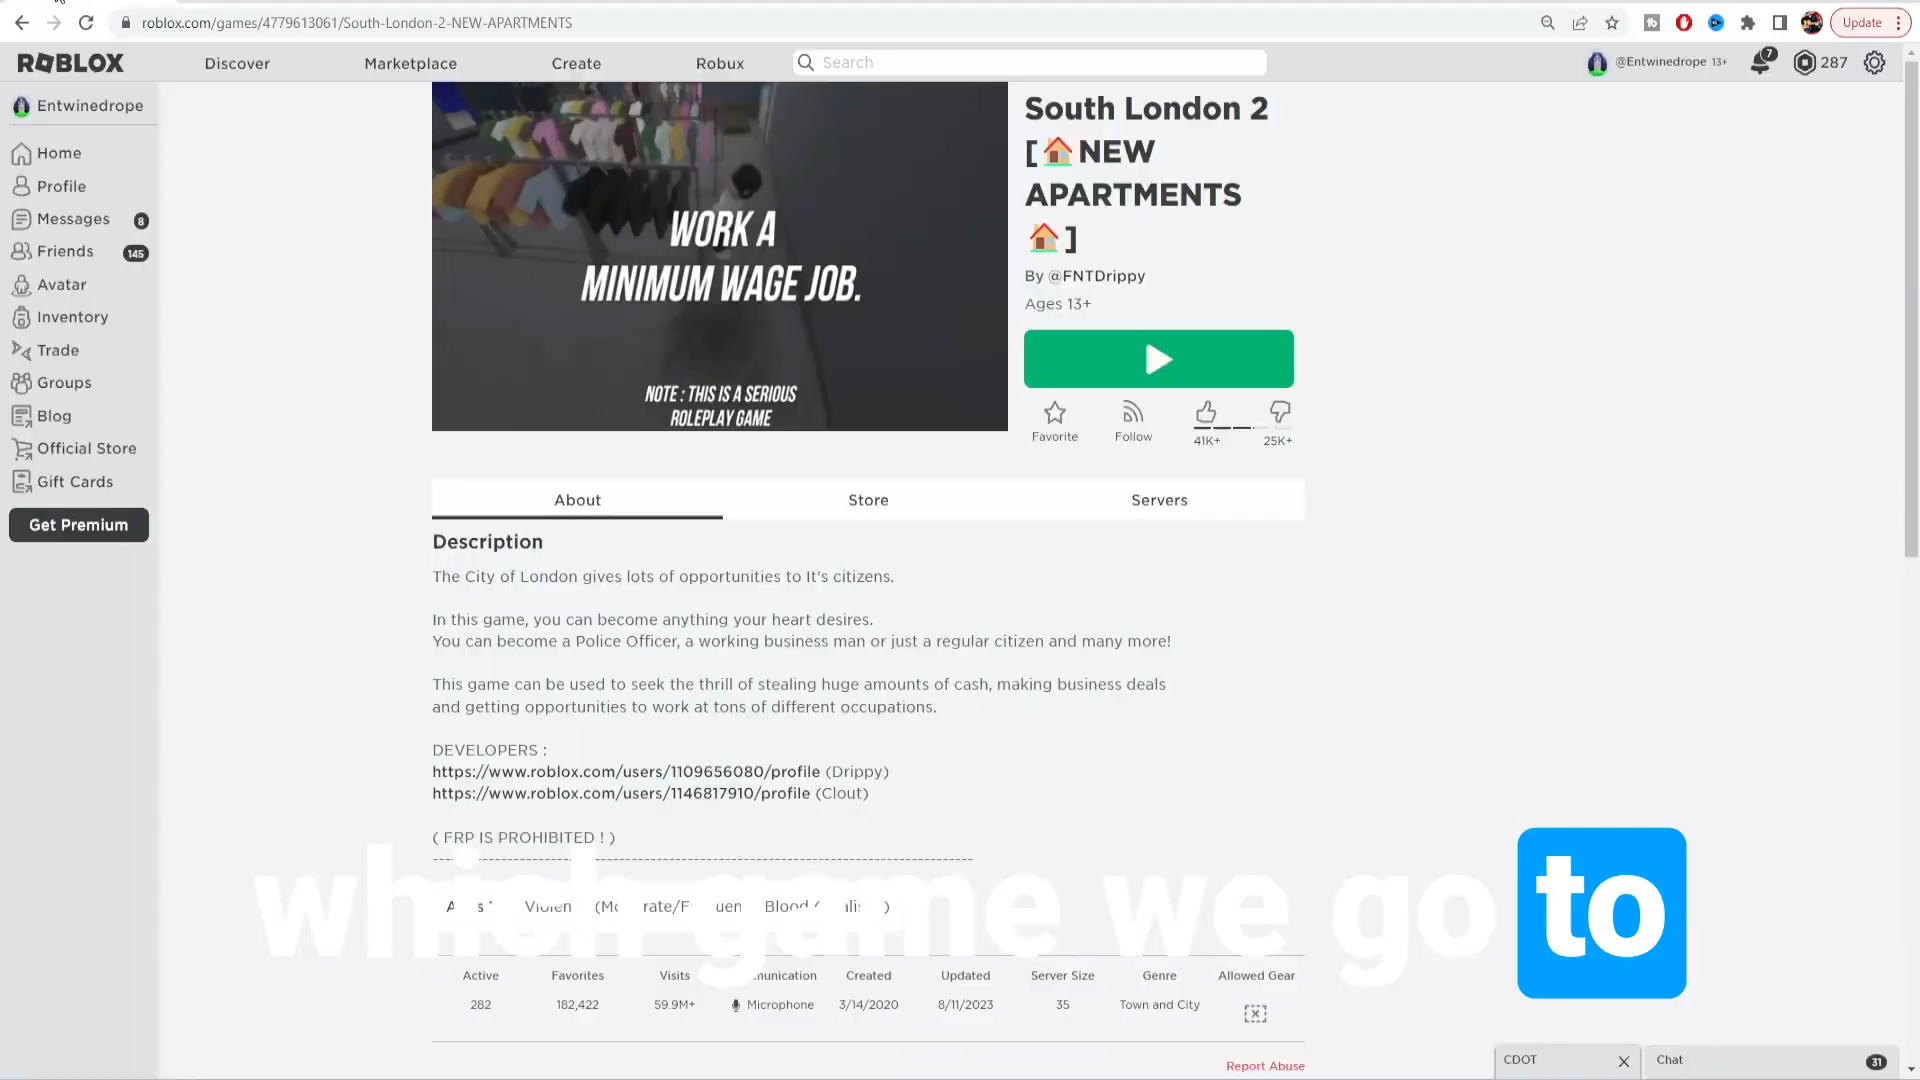 roblox.com/games/4779613061/South-London-2-NEW-APARTMENTS
Update
ROBLOX
Discover
Marketplace
Create
Robux
Search
@Entwinedrope 13+
7
287
Entwinedrope
Home
Profile
Messages 8
Friends 145
Avatar
Inventory
Trade
Groups
Blog
Official Store
Gift Cards
Get Premium
WORK A
MINIMUM WAGE JOB.
NOTE : THIS IS A SERIOUS
ROLEPLAY GAME
South London 2
[🏠NEW
APARTMENTS
🏠]
By @FNTDrippy
Ages 13+
Favorite
Follow
41K+
25K+
About
Store
Servers
Description
The City of London gives lots of opportunities to It's citizens.
In this game, you can become anything your heart desires.
You can become a Police Officer, a working business man or just a regular citizen and many more!
This game can be used to seek the thrill of stealing huge amounts of cash, making business deals
and getting opportunities to work at tons of different occupations.
DEVELOPERS :
https://www.roblox.com/users/1109656080/profile (Drippy)
https://www.roblox.com/users/1146817910/profile (Clout)
( FRP IS PROHIBITED ! )
--------------------------------------------------------------------------------
which game we go to
Active
Favorites
Visits
Created
Updated
Server Size
Genre
Allowed Gear
282
182,422
59.9M+
Microphone
3/14/2020
8/11/2023
35
Town and City
Report Abuse
CDOT
Chat
31